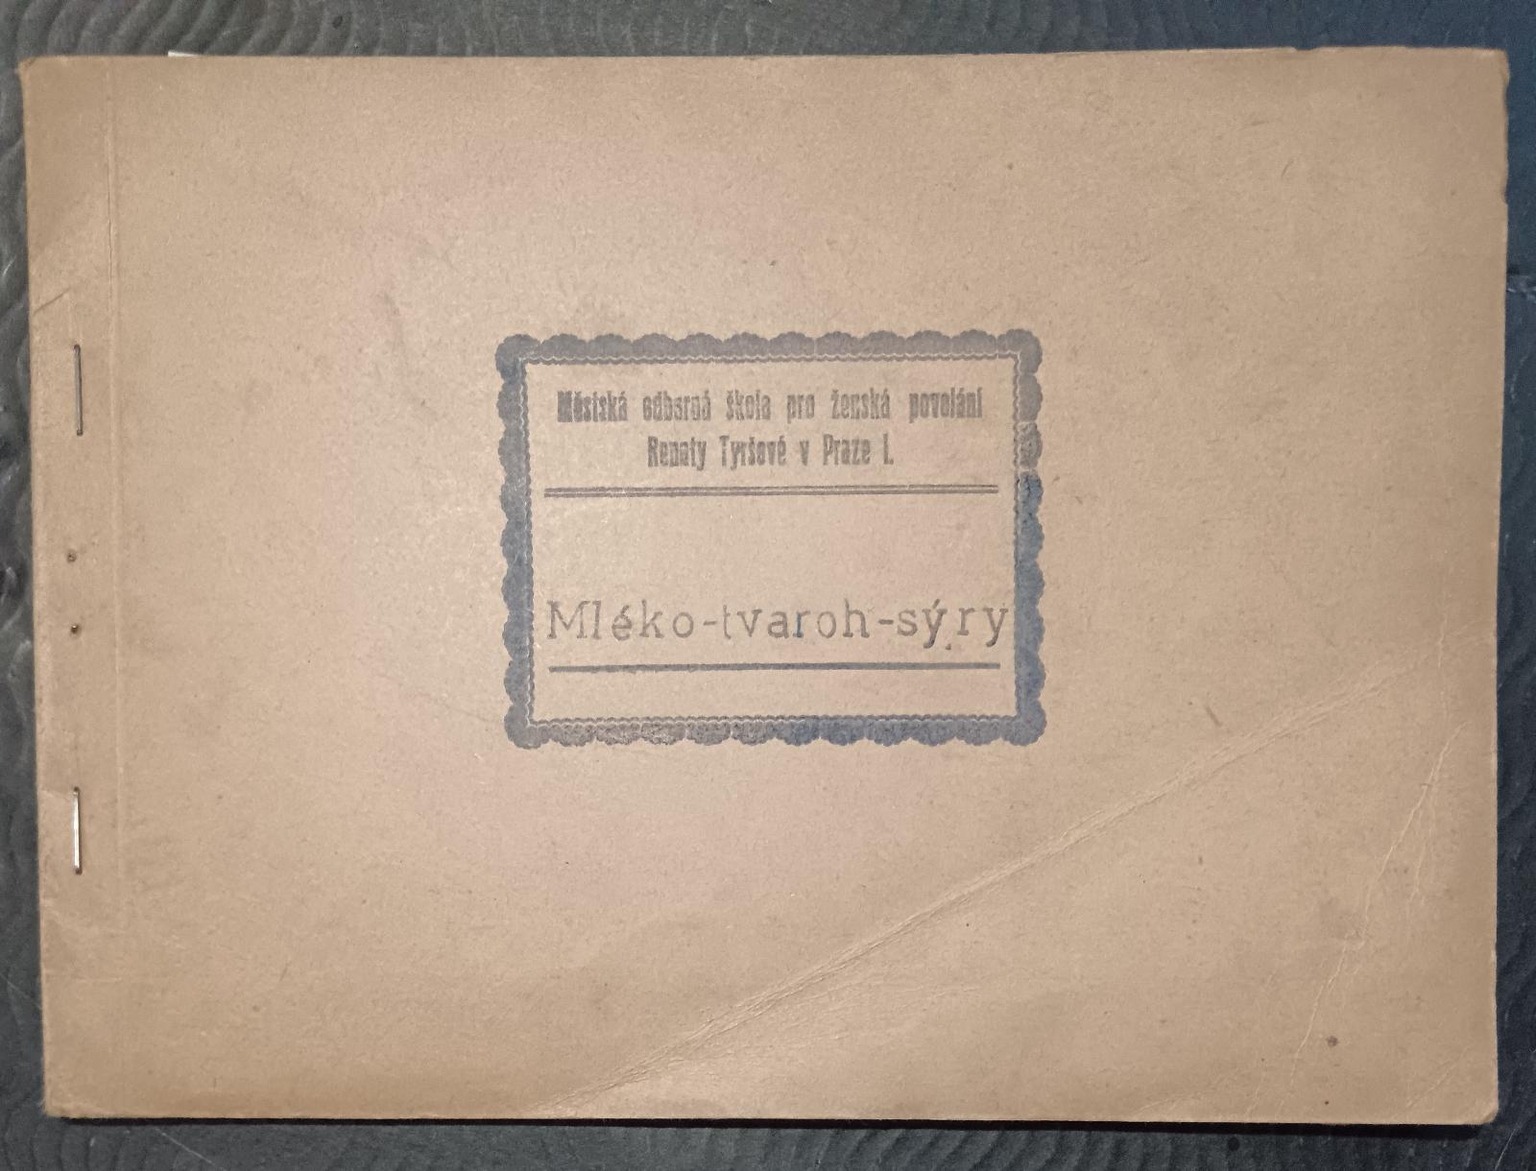 Městská odborná škola pro ženská povolání
Renaty Tyršové v Praze I.
Mléko-tvaroh-sýry